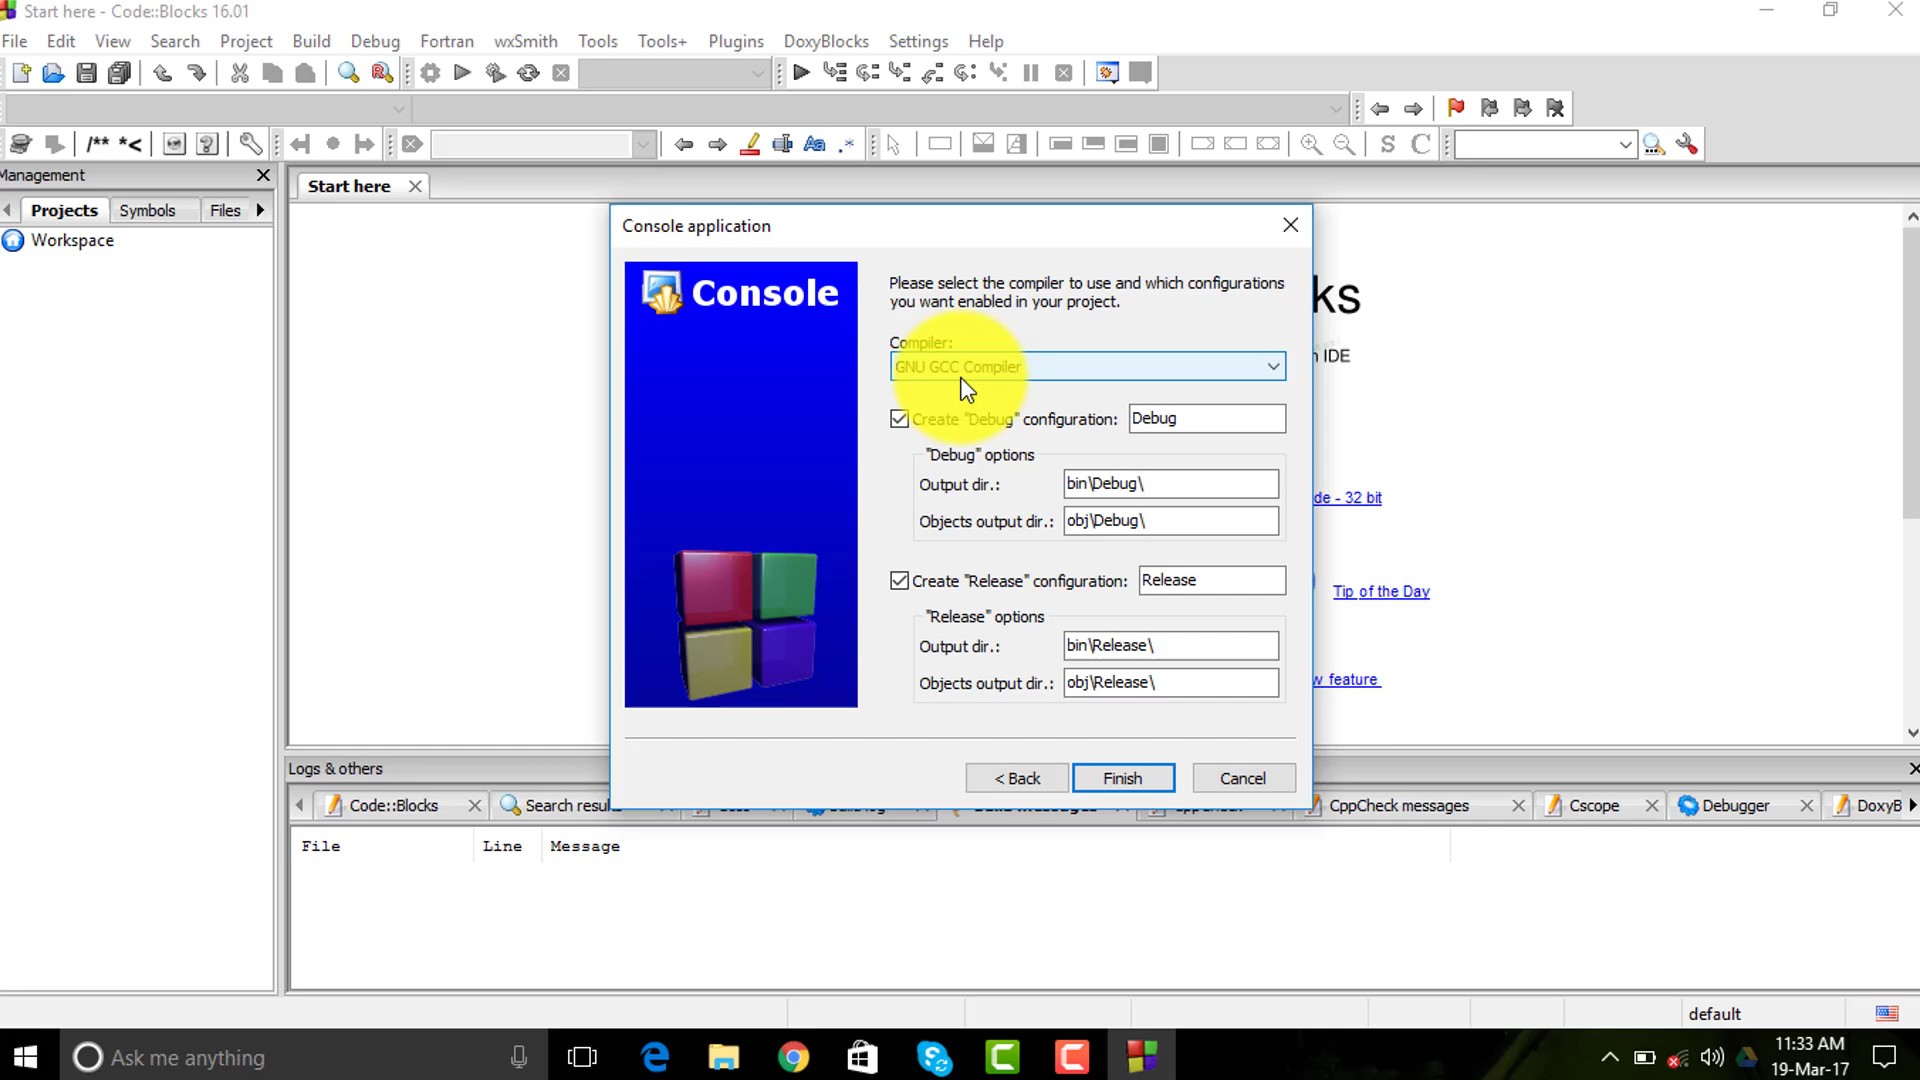 Start here - Code::Blocks 16.01
File Edit View Search Project Build Debug Fortran wxSmith Tools Tools+ Plugins DoxyBlocks Settings Help
/** *<
Aa .* S C
Management
Start here
Projects Symbols Files
Workspace
Console application
Console
Please select the compiler to use and which configurations
you want enabled in your project.
ks
Compiler:
n IDE
GNU GCC Compiler
Create "Debug" configuration: Debug
"Debug" options
Output dir.: bin\Debug\
de - 32 bit
Objects output dir.: obj\Debug\
Create "Release" configuration: Release
Tip of the Day
"Release" options
Output dir.: bin\Release\
Objects output dir.: obj\Release\
w feature
< Back Finish Cancel
Logs & others
Code::Blocks Search resu CppCheck messages Cscope Debugger DoxyB
File Line Message
default
Ask me anything
11:33 AM
19-Mar-17